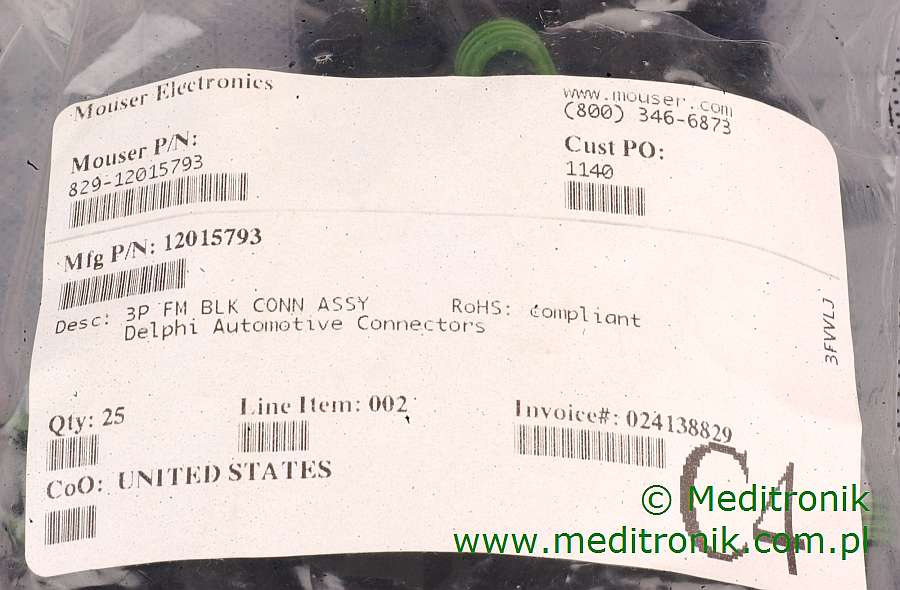 Mouser Electronics
www.mouser.com
(800) 346-6873
Mouser P/N:
829-12015793
Cust PO:
1140
Mfg P/N: 12015793
Desc: 3P FM BLK CONN ASSY RoHS: Compliant
Delphi Automotive Connectors
3FVVLJ
Qty: 25
Line Item: 002
Invoice#: 024138829
CoO: UNITED STATES
C4
© Meditronik
www.meditronik.com.pl